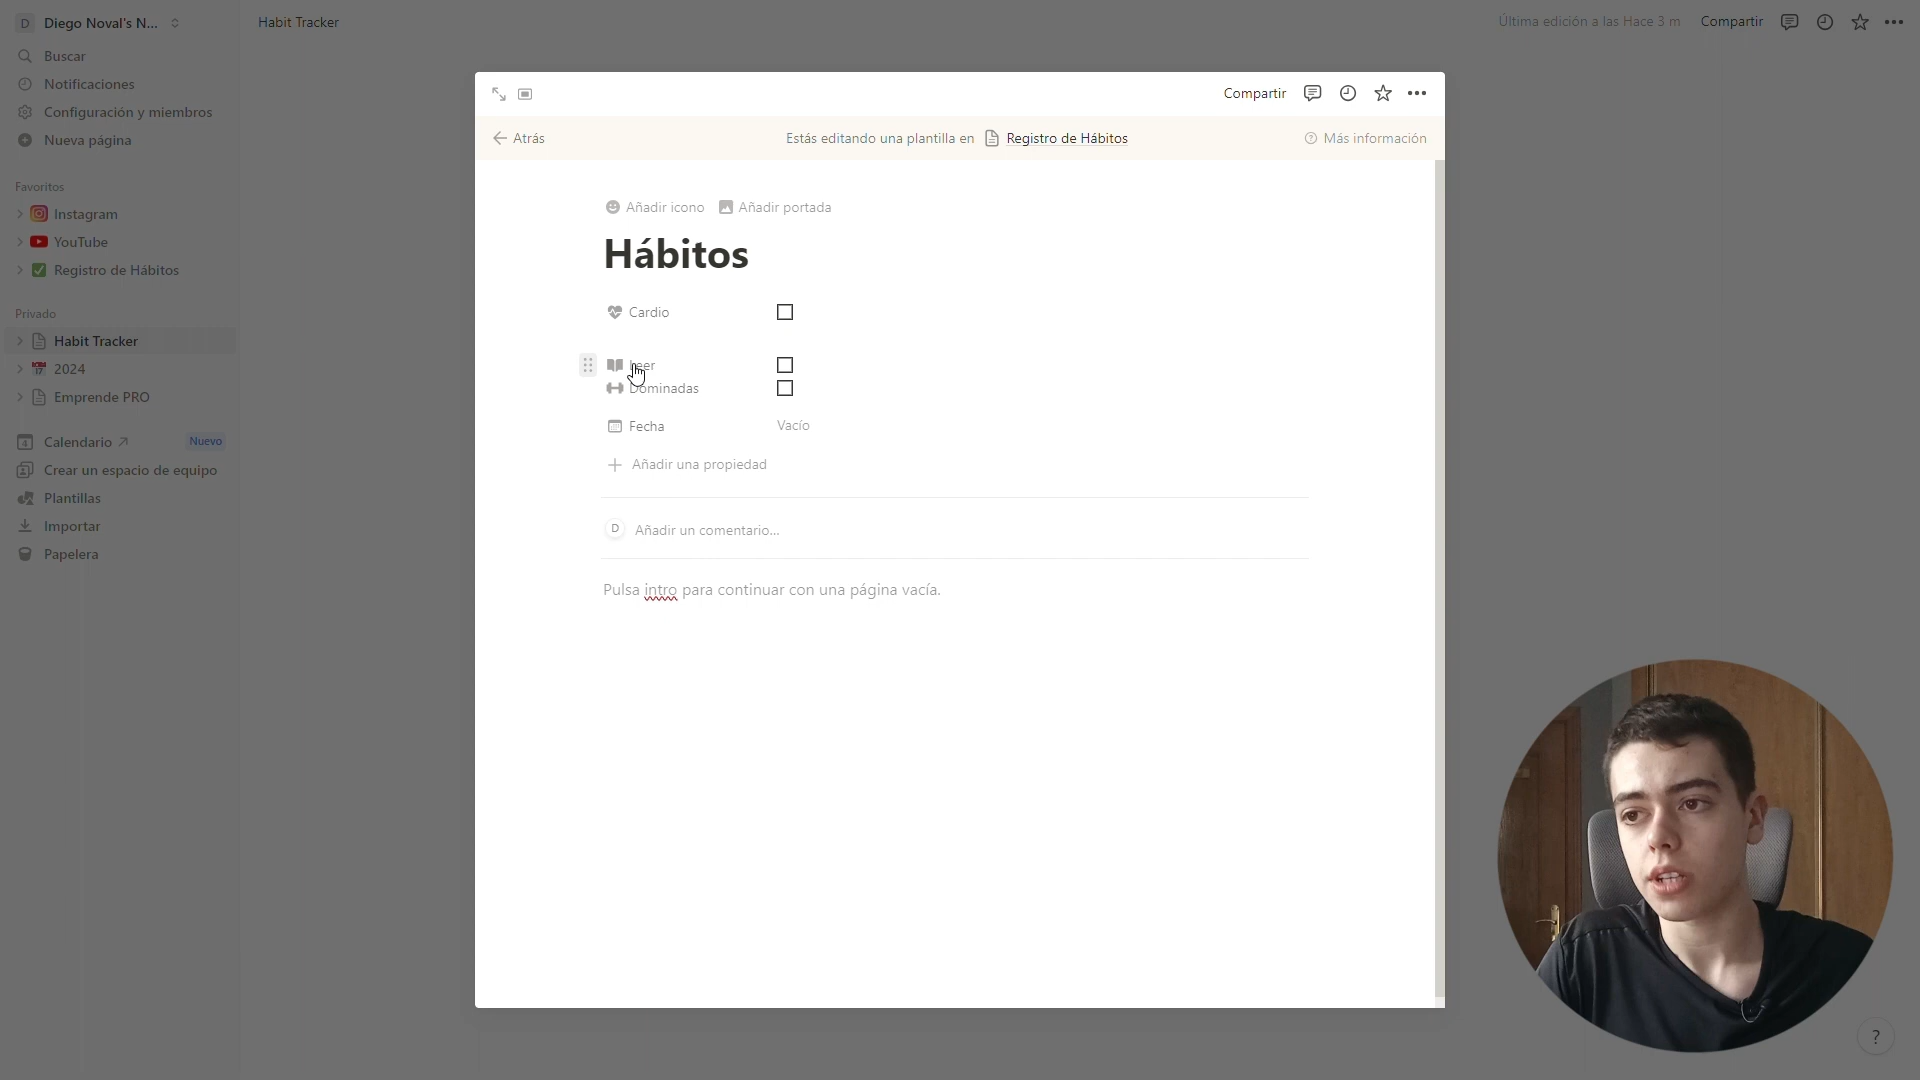 D Diego Noval's N...
Habit Tracker
Última edición a las Hace 3 m
Compartir
Buscar
Notificaciones
Configuración y miembros
Nueva página
Favoritos
Instagram
YouTube
Registro de Hábitos
Privado
Habit Tracker
2024
Emprende PRO
Calendario
Nuevo
Crear un espacio de equipo
Plantillas
Importar
Papelera
Compartir
Atrás
Estás editando una plantilla en Registro de Hábitos
Más información
Añadir icono
Añadir portada
Hábitos
Cardio
Leer
Dominadas
Fecha
Vacío
Añadir una propiedad
D Añadir un comentario...
Pulsa intro para continuar con una página vacía.
?